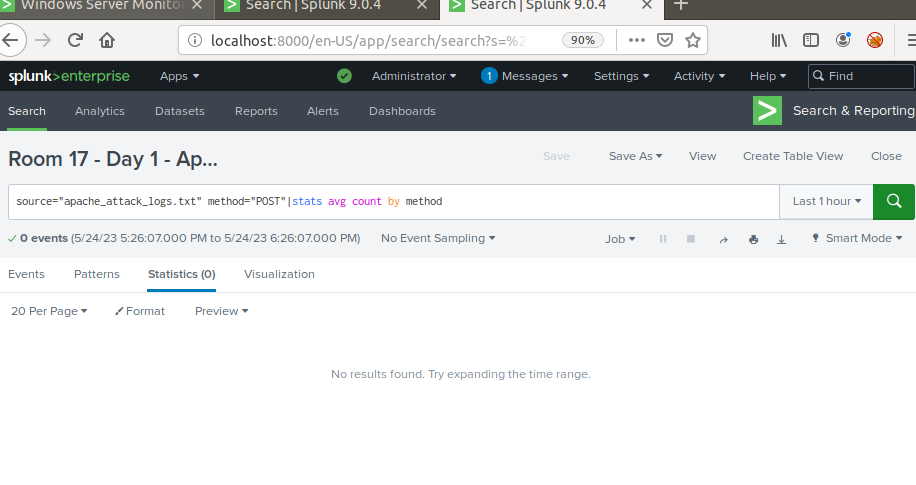 Windows Server Monito Search | Splunk 9.0.4 Search | Splunk 9.0.4
localhost:8000/en-US/app/search/search?s=%2 90%
splunk>enterprise Apps Administrator 1 Messages Settings Activity Help Find
Search Analytics Datasets Reports Alerts Dashboards Search & Reporting
Room 17 - Day 1 - Ap... Save Save As View Create Table View Close
source="apache_attack_logs.txt" method="POST"|stats avg count by method Last 1 hour
0 events (5/24/23 5:26:07.000 PM to 5/24/23 6:26:07.000 PM) No Event Sampling Job Smart Mode
Events Patterns Statistics (0) Visualization
20 Per Page Format Preview
No results found. Try expanding the time range.